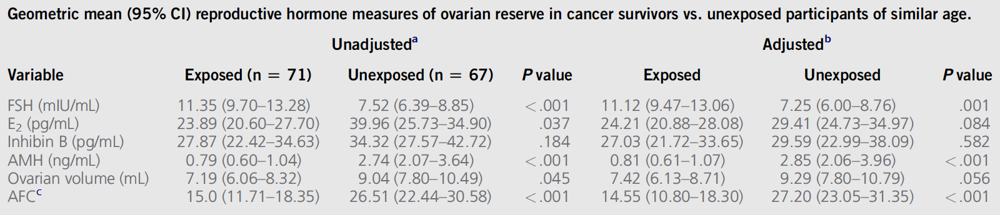 Geometric mean (95% CI) reproductive hormone measures of ovarian reserve in cancer survivors vs. unexposed participants of similar age.
Unadjustedᵃ Adjustedᵇ
Variable Exposed (n = 71) Unexposed (n = 67) P value Exposed Unexposed P value
FSH (mIU/mL) 11.35 (9.70–13.28) 7.52 (6.39–8.85) <.001 11.12 (9.47–13.06) 7.25 (6.00–8.76) .001
E₂ (pg/mL) 23.89 (20.60–27.70) 39.96 (25.73–34.90) .037 24.21 (20.88–28.08) 29.41 (24.73–34.97) .084
Inhibin B (pg/mL) 27.87 (22.42–34.63) 34.32 (27.57–42.72) .184 27.03 (21.72–33.65) 29.59 (22.99–38.09) .582
AMH (ng/mL) 0.79 (0.60–1.04) 2.74 (2.07–3.64) <.001 0.81 (0.61–1.07) 2.85 (2.06–3.96) <.001
Ovarian volume (mL) 7.19 (6.06–8.32) 9.04 (7.80–10.49) .045 7.42 (6.13–8.71) 9.29 (7.80–10.79) .056
AFCᶜ 15.0 (11.71–18.35) 26.51 (22.44–30.58) <.001 14.55 (10.80–18.30) 27.20 (23.05–31.35) <.001